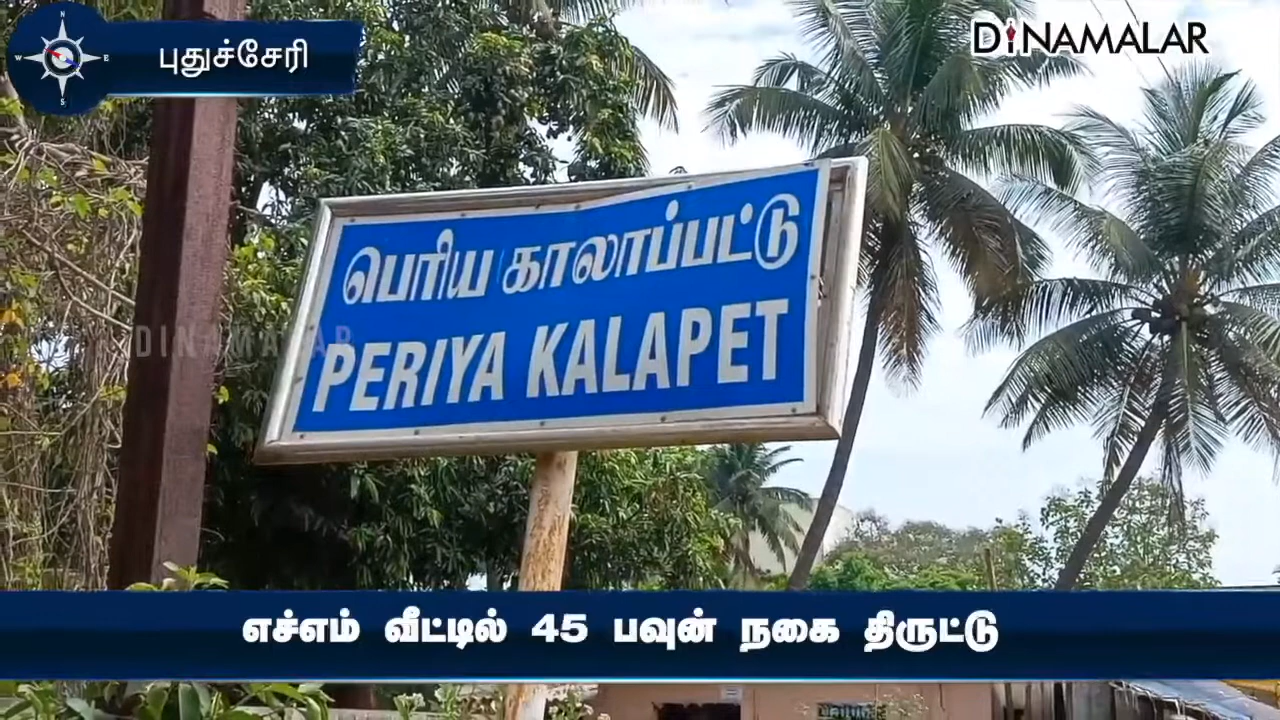 புதுச்சேரி
DINAMALAR
பெரிய காலாப்பட்டு
PERIYA KALAPET
DINAMALAR
எச்எம் வீட்டில் 45 பவுன் நகை திருட்டு